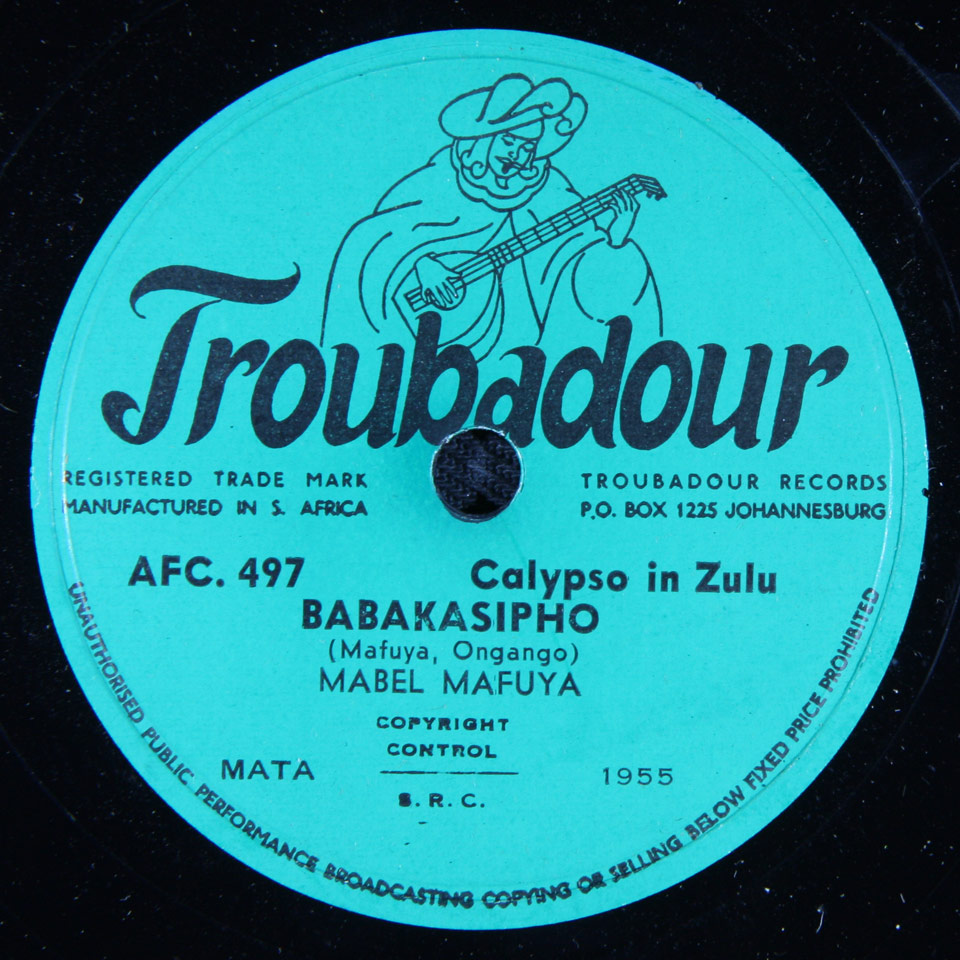 Troubadour
REGISTERED TRADE MARK
MANUFACTURED IN S. AFRICA
TROUBADOUR RECORDS
P.O. BOX 1225 JOHANNESBURG
AFC. 497
Calypso in Zulu
BABAKASIPHO
(Mafuya, Ongango)
MABEL MAFUYA
COPYRIGHT
CONTROL
MATA
1955
S. R. C.
UNAUTHORISED PUBLIC PERFORMANCE BROADCASTING COPYING OR SELLING BELOW FIXED PRICE PROHIBITED